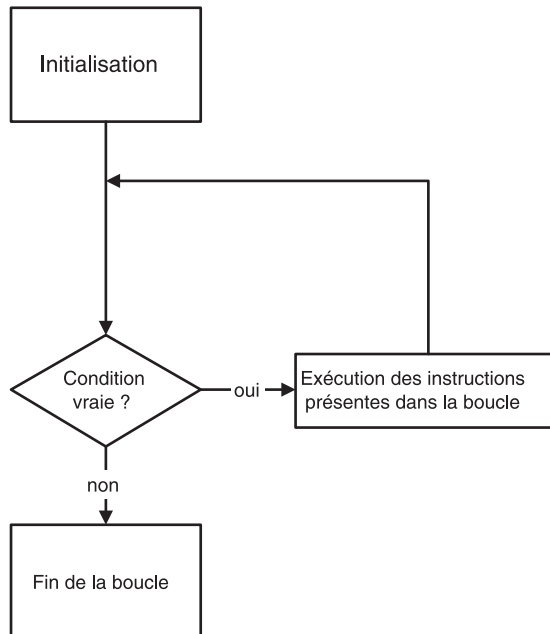 Initialisation
Condition
vraie ?
oui
Exécution des instructions
présentes dans la boucle
non
Fin de la boucle